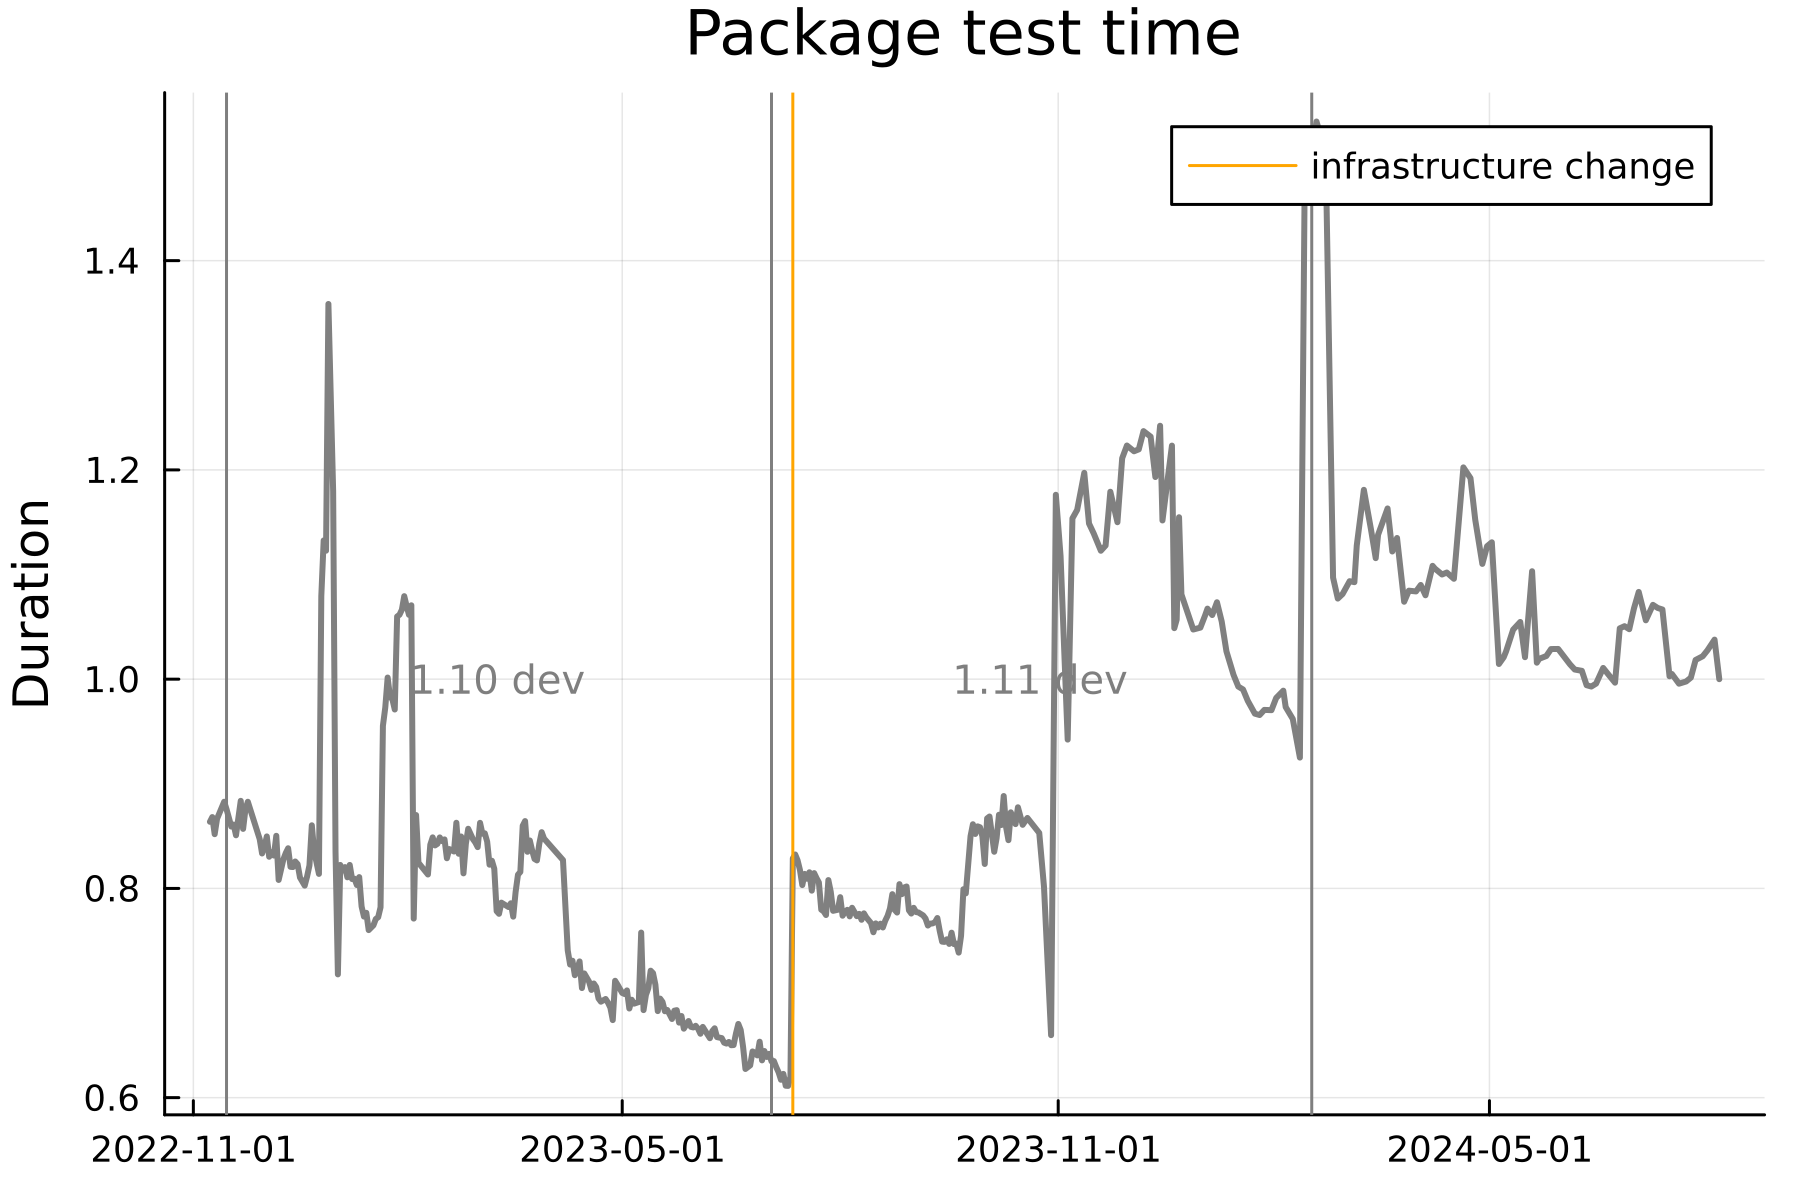 Package test time
infrastructure change
Duration
1.4
1.2
1.0
0.8
0.6
1.10 dev
1.11 dev
2022-11-01
2023-05-01
2023-11-01
2024-05-01